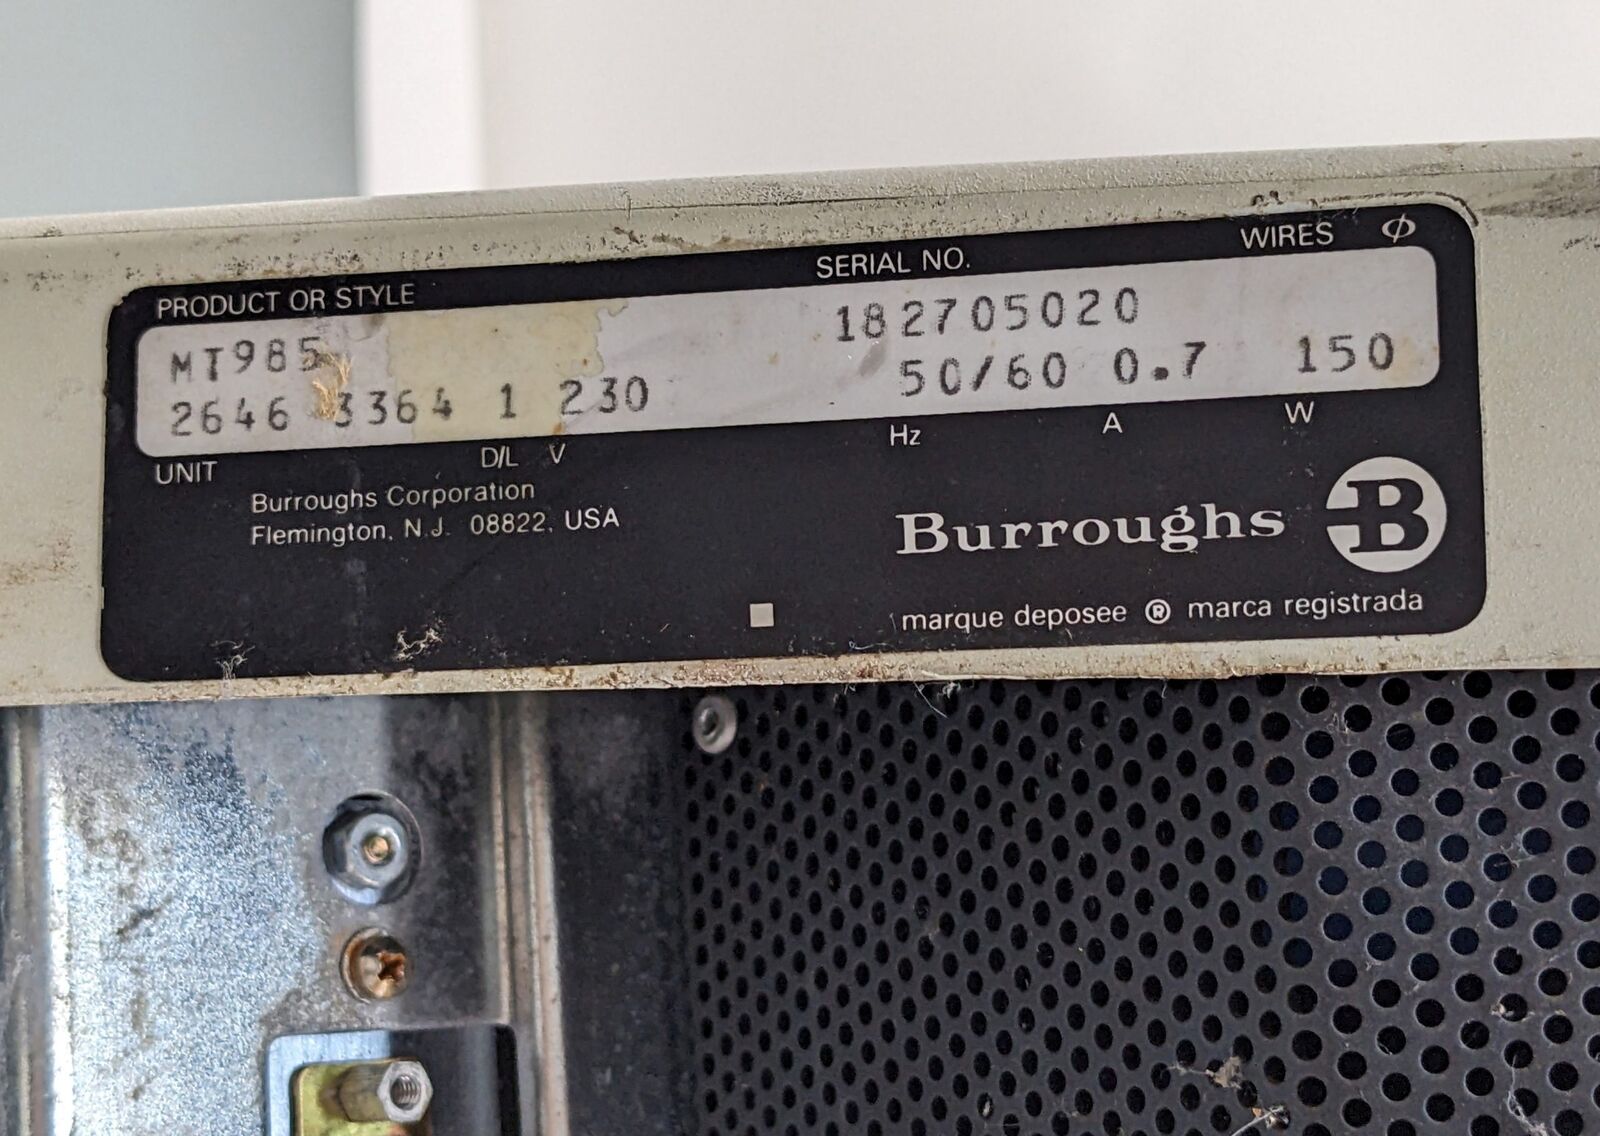 PRODUCT OR STYLE SERIAL NO. WIRES ϕ
MT985 182705020
2646 3364 1 230 50/60 0.7 150
UNIT D/L V Hz A W
Burroughs Corporation
Flemington, N.J. 08822, USA
Burroughs B
marque deposee ® marca registrada